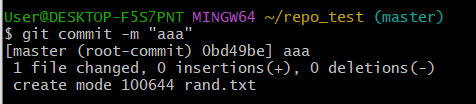 User@DESKTOP-F5S7PNT MINGW64 ~/repo_test (master)
$ git commit -m "aaa"
[master (root-commit) 0bd49be] aaa
 1 file changed, 0 insertions(+), 0 deletions(-)
 create mode 100644 rand.txt